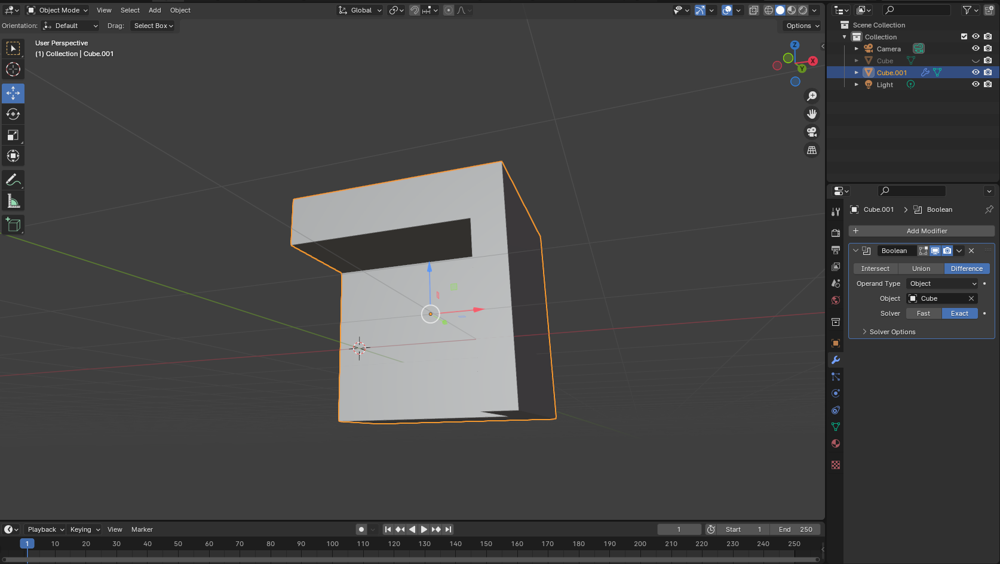 Object Mode View Select Add Object Global
Orientation: Default Drag: Select Box Options
User Perspective
(1) Collection | Cube.001
Z
X
Y
Scene Collection
Collection
Camera
Cube
Cube.001
Light
Cube.001 Boolean
Add Modifier
Boolean
Intersect Union Difference
Operand Type Object
Object Cube
Solver Fast Exact
Solver Options
Playback Keying View Marker 1 Start 1 End 250
1 10 20 30 40 50 60 70 80 90 100 110 120 130 140 150 160 170 180 190 200 210 220 230 240 250